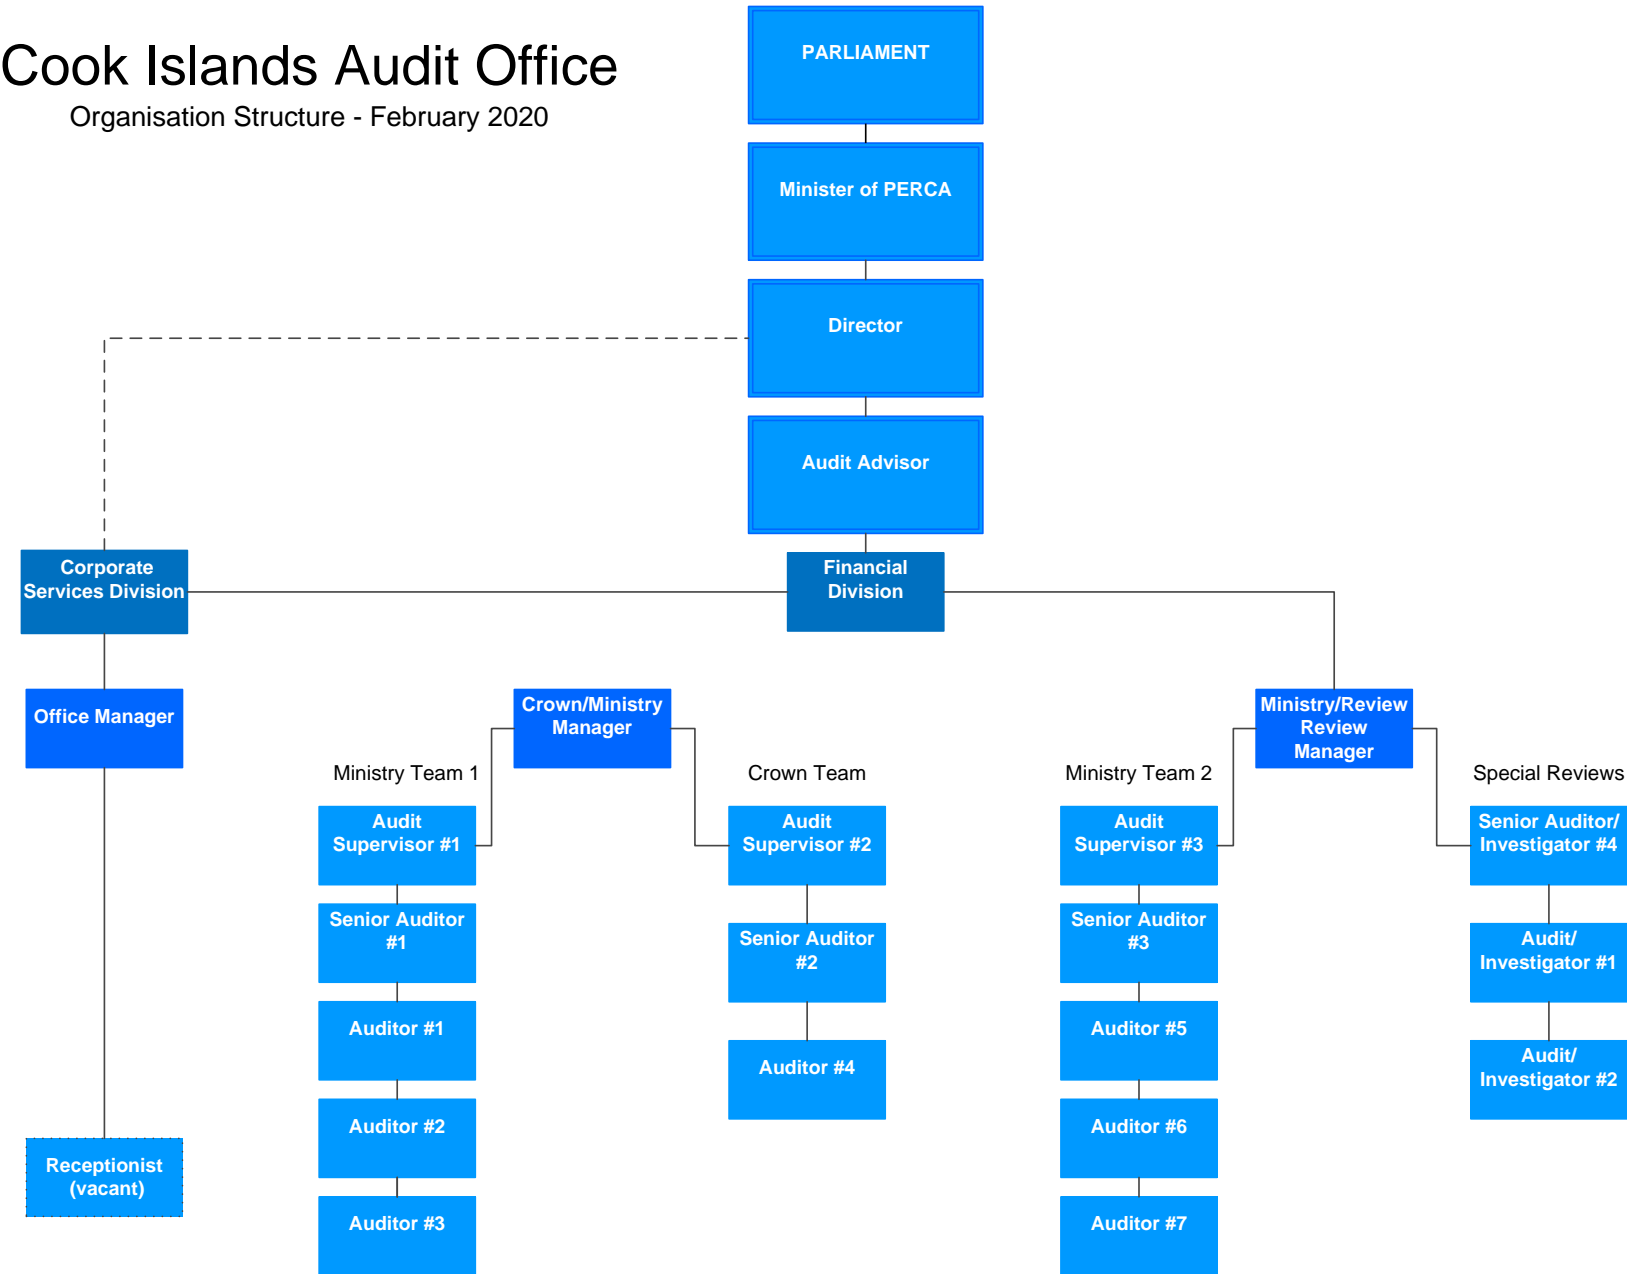 Cook Islands Audit Office
Organisation Structure - February 2020
PARLIAMENT
Minister of PERCA
Director
Audit Advisor
Corporate
Services Division
Financial
Division
Office Manager
Crown/Ministry
Manager
Ministry/Review
Review
Manager
Ministry Team 1
Crown Team
Ministry Team 2
Special Reviews
Audit
Supervisor #1
Audit
Supervisor #2
Audit
Supervisor #3
Senior Auditor/
Investigator #4
Senior Auditor
#1
Senior Auditor
#2
Senior Auditor
#3
Audit/
Investigator #1
Auditor #1
Auditor #4
Auditor #5
Audit/
Investigator #2
Auditor #2
Auditor #6
Receptionist
(vacant)
Auditor #3
Auditor #7